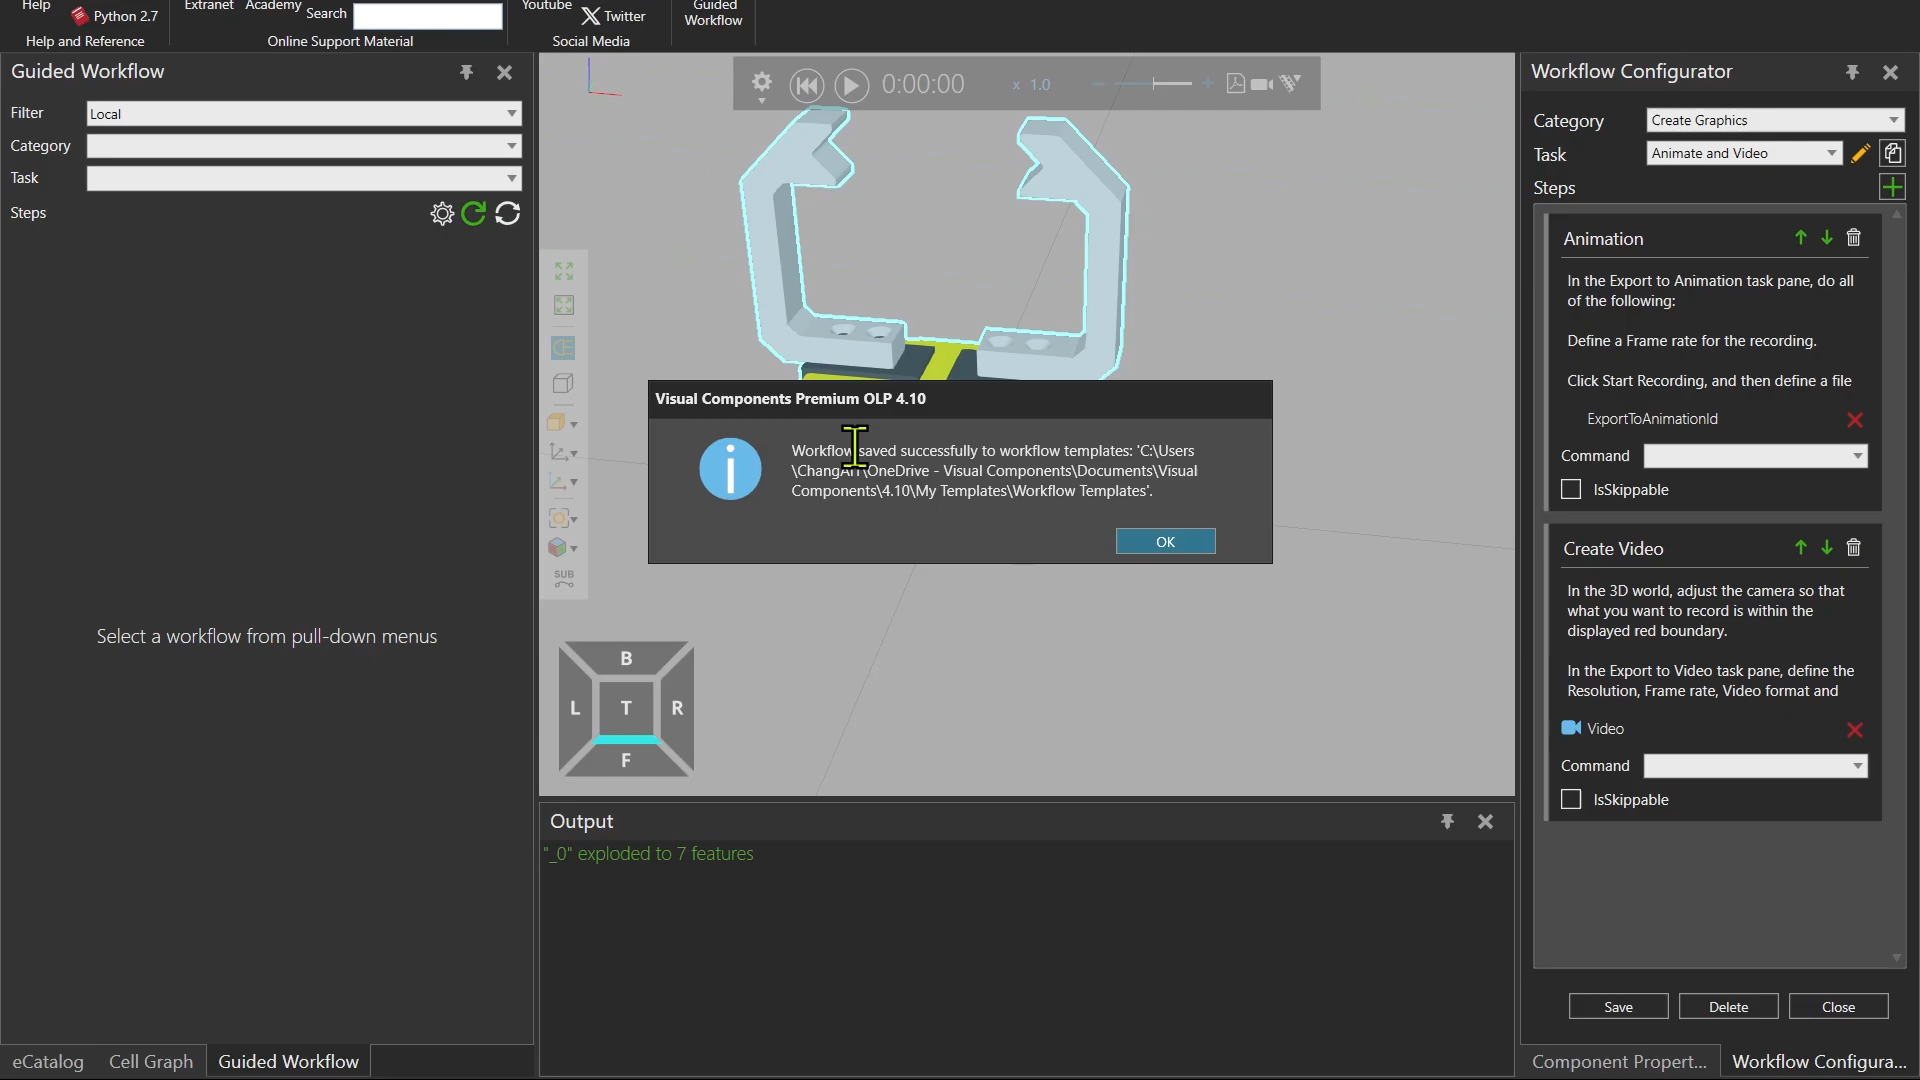 Help
Python 2.7
Help and Reference
Extranet
Academy
Search
Online Support Material
Youtube
Twitter
Social Media
Guided
Workflow
Guided Workflow
Filter
Local
Category
Task
Steps
Select a workflow from pull-down menus
eCatalog
Cell Graph
Guided Workflow
0:00:00
x 1.0
SUB
B
L
T
R
F
Visual Components Premium OLP 4.10
Workflow saved successfully to workflow templates: 'C:\Users
OneDrive - Visual Components\Documents\Visual
Components\4.10\My Templates\Workflow Templates'.
OK
Output
"_0" exploded to 7 features
Workflow Configurator
Category
Create Graphics
Task
Animate and Video
Steps
Animation
In the Export to Animation task pane, do all
of the following:
Define a Frame rate for the recording.
Click Start Recording, and then define a file
ExportToAnimationId
Command
IsSkippable
Create Video
In the 3D world, adjust the camera so that
what you want to record is within the
displayed red boundary.
In the Export to Video task pane, define the
Resolution, Frame rate, Video format and
Video
Command
IsSkippable
Save
Delete
Close
Component Propert...
Workflow Configura...